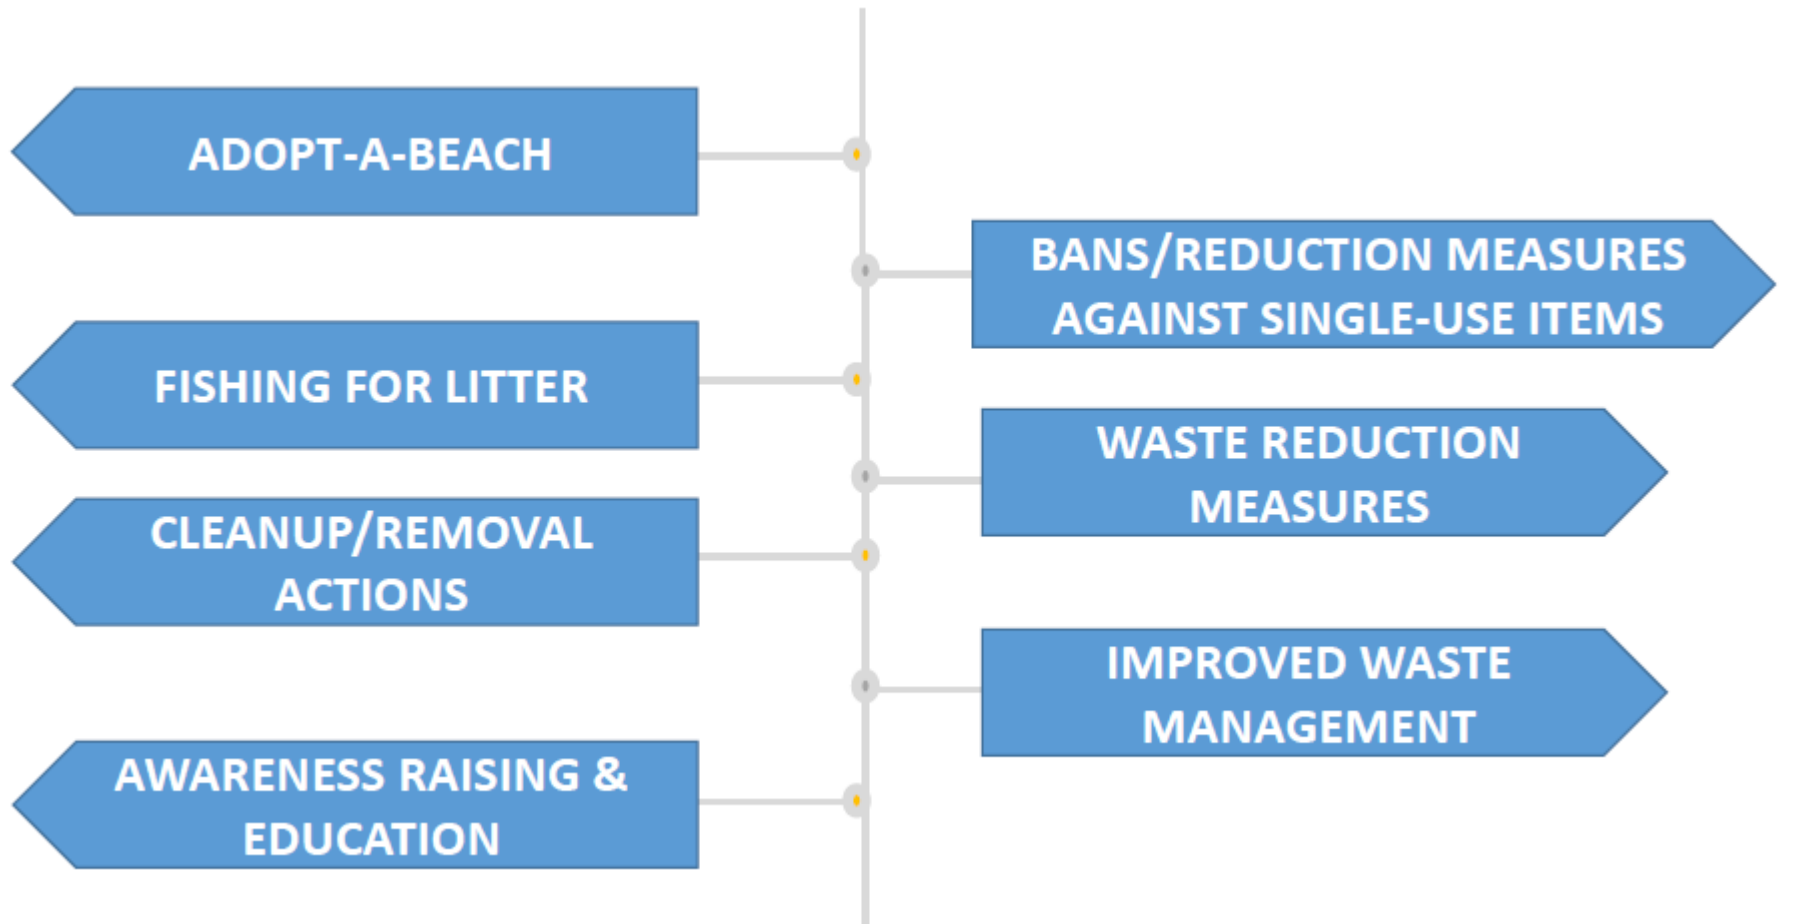 ADOPT-A-BEACH
BANS/REDUCTION MEASURES
AGAINST SINGLE-USE ITEMS
FISHING FOR LITTER
WASTE REDUCTION
MEASURES
CLEANUP/REMOVAL
ACTIONS
IMPROVED WASTE
MANAGEMENT
AWARENESS RAISING &
EDUCATION